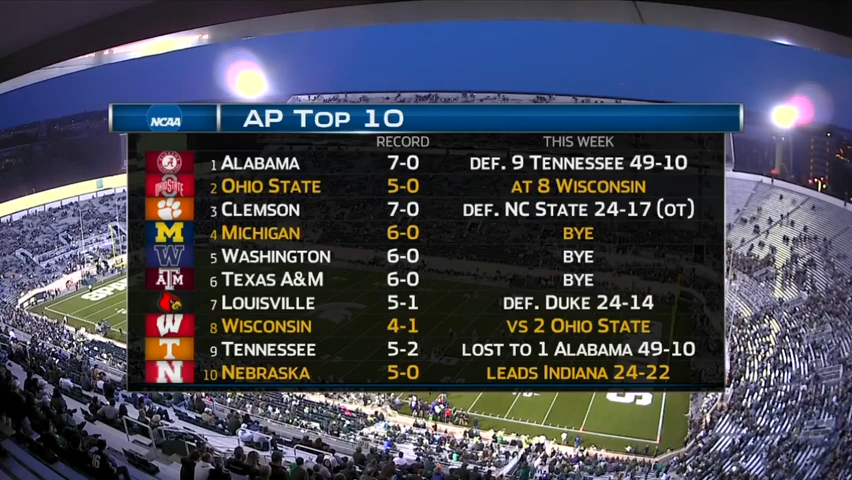 NCAA AP TOP 10
RECORD THIS WEEK
1 ALABAMA 7-0 DEF. 9 TENNESSEE 49-10
2 OHIO STATE 5-0 AT 8 WISCONSIN
3 CLEMSON 7-0 DEF. NC STATE 24-17 (OT)
4 MICHIGAN 6-0 BYE
5 WASHINGTON 6-0 BYE
6 TEXAS A&M 6-0 BYE
7 LOUISVILLE 5-1 DEF. DUKE 24-14
8 WISCONSIN 4-1 VS 2 OHIO STATE
9 TENNESSEE 5-2 LOST TO 1 ALABAMA 49-10
10 NEBRASKA 5-0 LEADS INDIANA 24-22